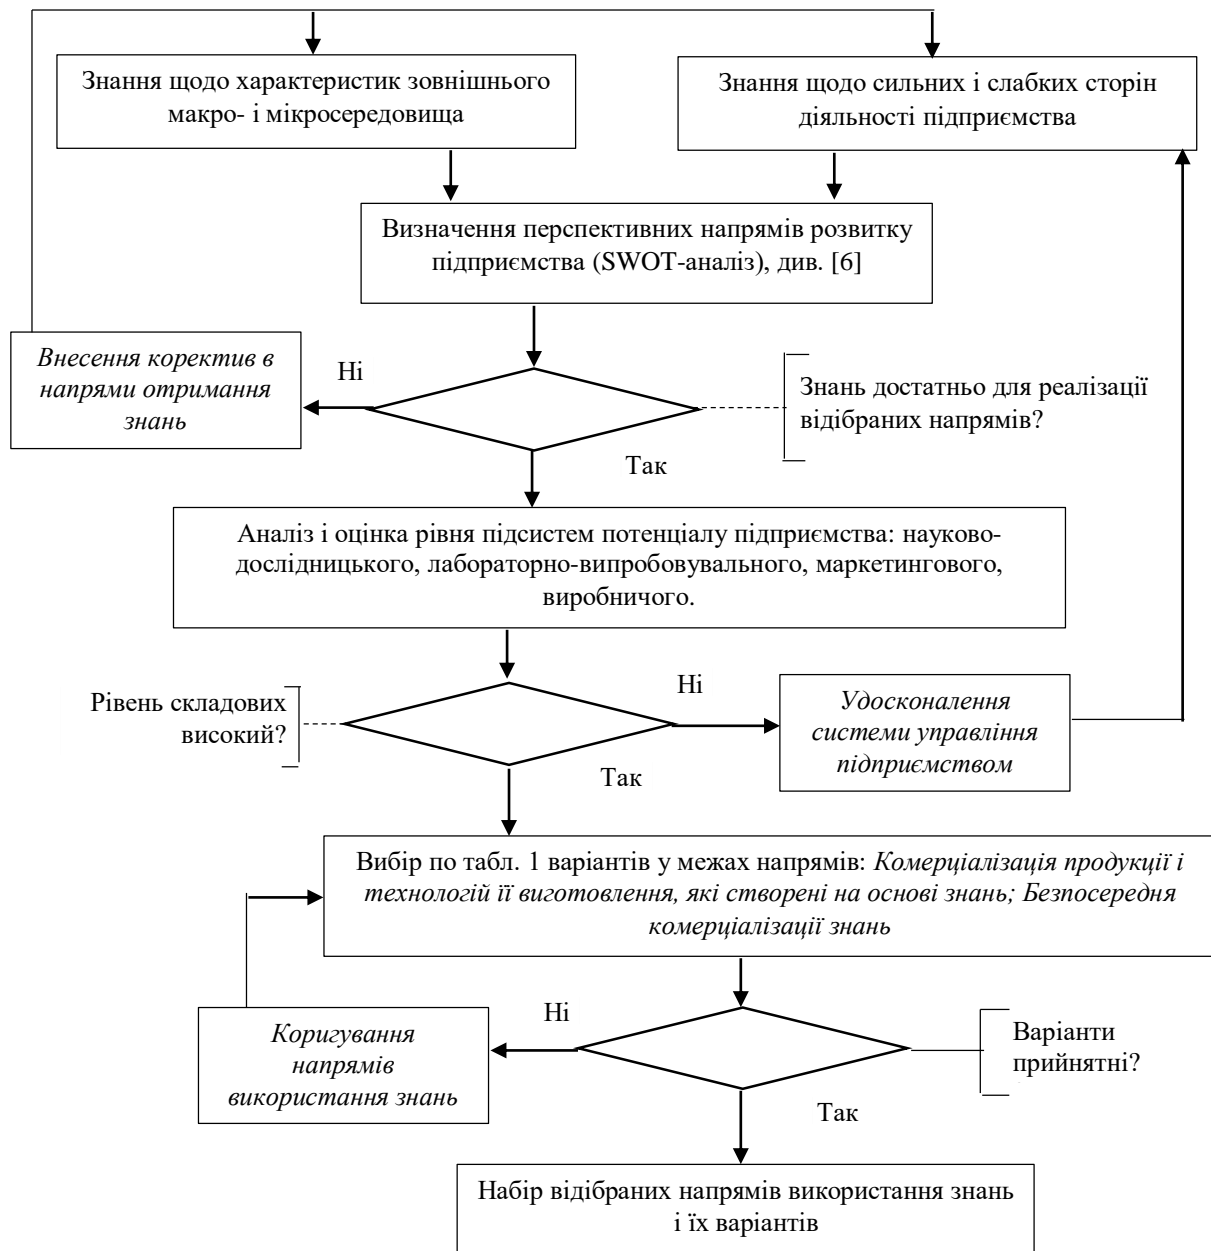 Знання щодо характеристик зовнішнього
макро- і мікросередовища
Знання щодо сильних і слабких сторін
діяльності підприємства
Визначення перспективних напрямів розвитку
підприємства (SWOT-аналіз), див. [6]
Внесення коректив в
напрями отримання
знань
Ні
Знань достатньо для реалізації
відібраних напрямів?
Так
Аналіз і оцінка рівня підсистем потенціалу підприємства: науково-
дослідницького, лабораторно-випробовувального, маркетингового,
виробничого.
Рівень складових
високий?
Ні
Удосконалення
системи управління
підприємством
Так
Вибір по табл. 1 варіантів у межах напрямів: Комерціалізація продукції і
технологій її виготовлення, які створені на основі знань; Безпосередня
комерціалізації знань
Ні
Коригування
напрямів
використання знань
Варіанти
прийнятні?
Так
Набір відібраних напрямів використання знань
і їх варіантів